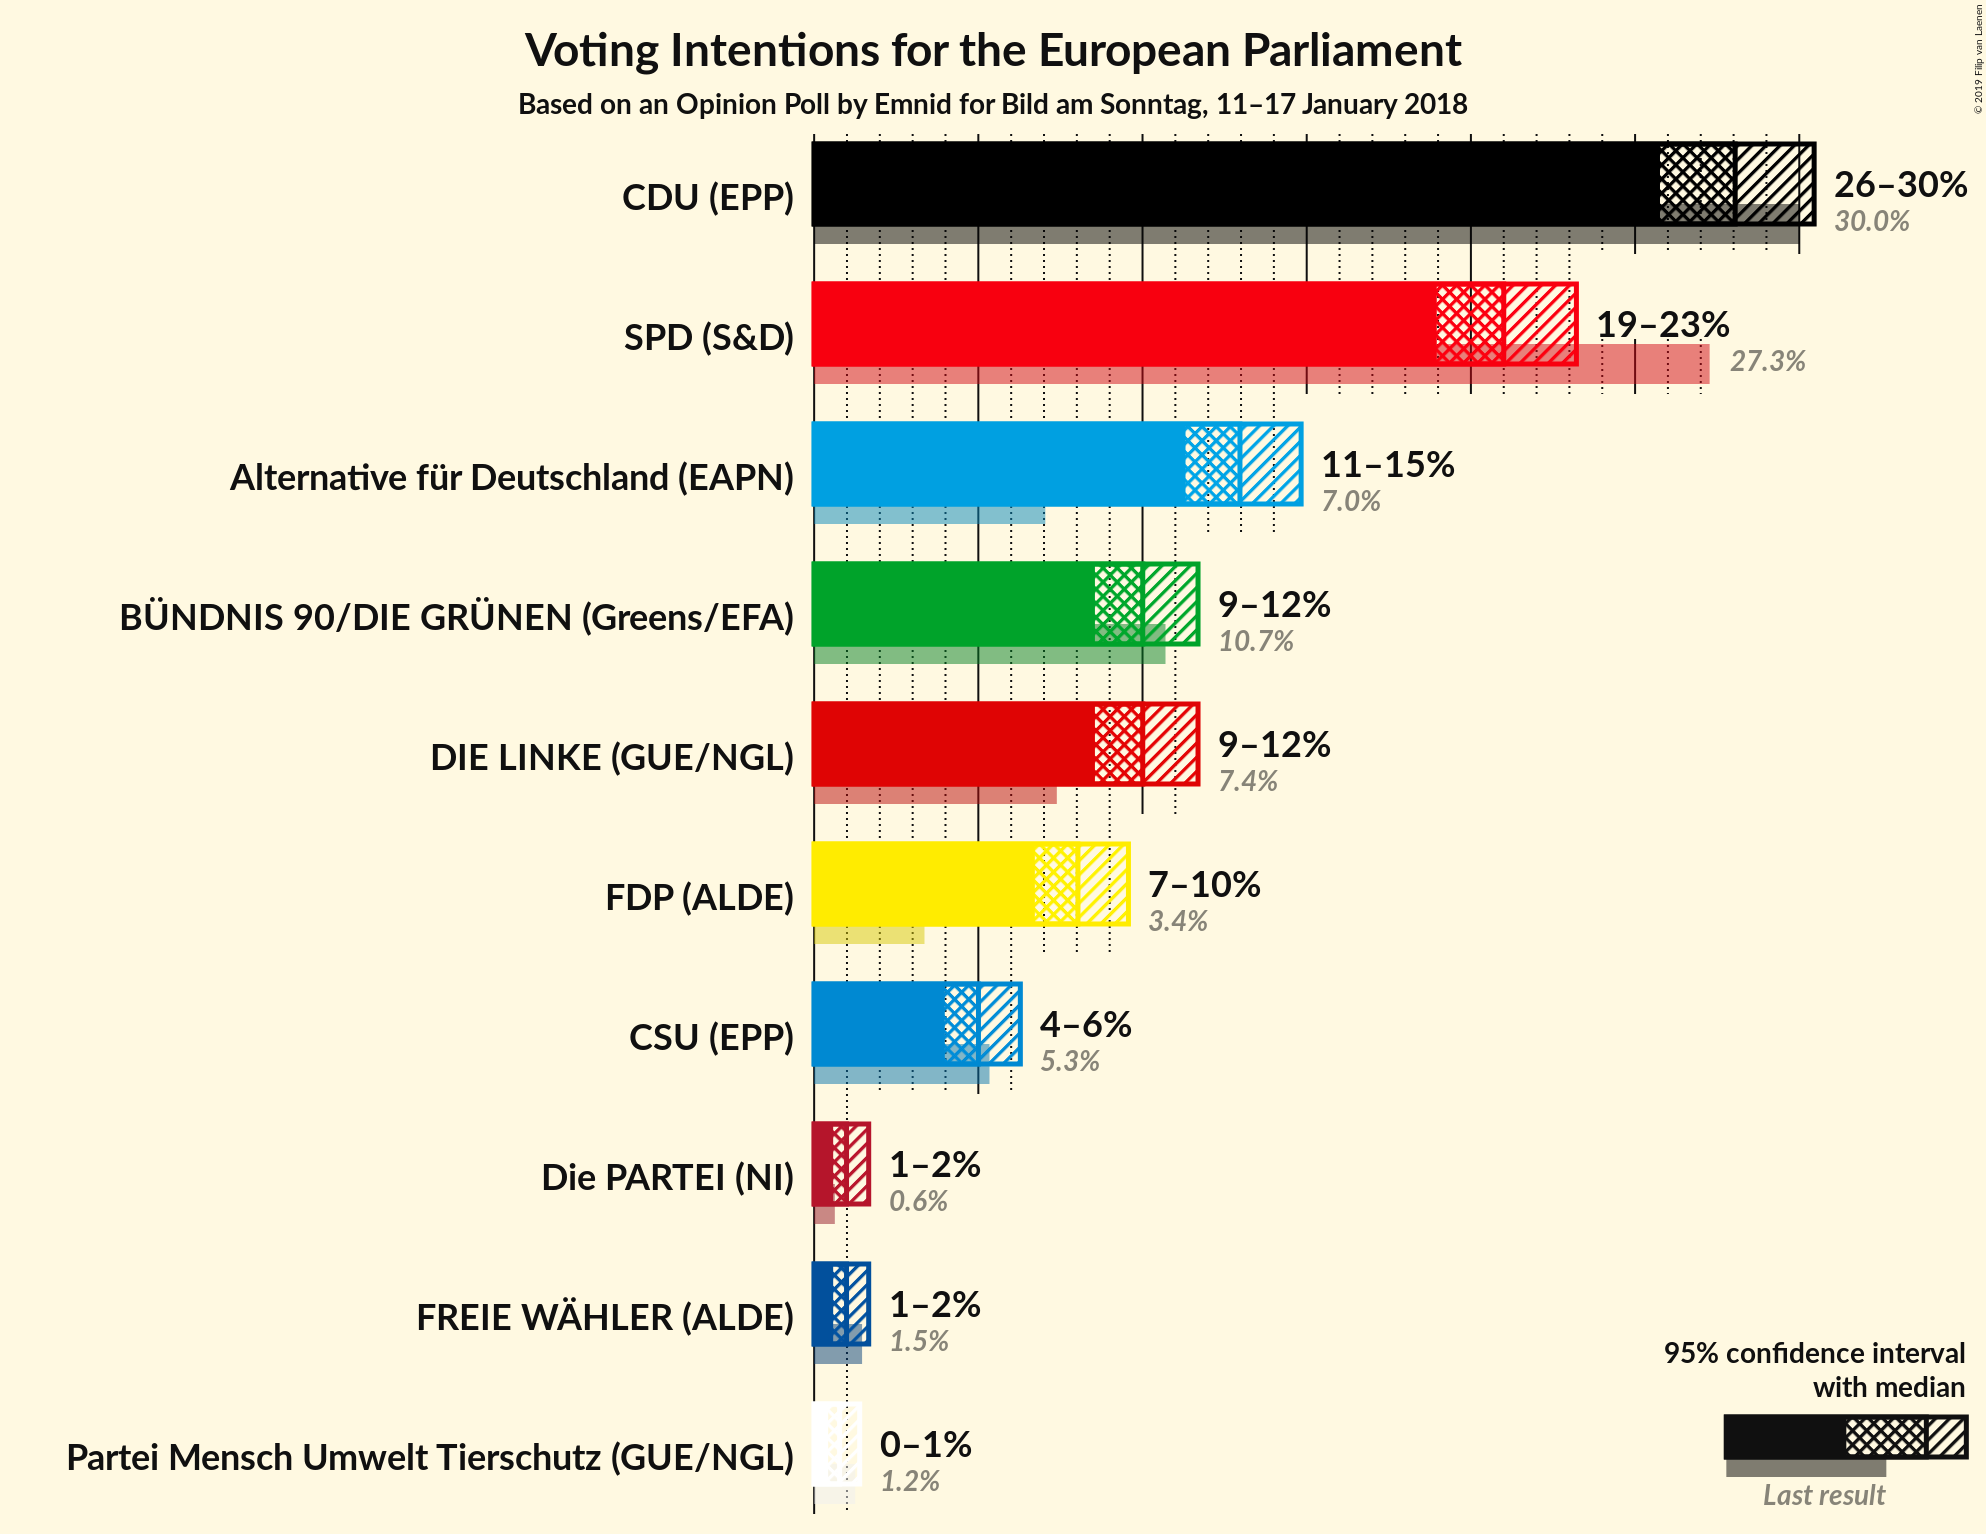 Voting Intentions for the European Parliament
Based on an Opinion Poll by Emnid for Bild am Sonntag, 11–17 January 2018
© 2019 Filip van Laenen
CDU (EPP)
26–30%
30.0%
SPD (S&D)
19–23%
27.3%
Alternative für Deutschland (EAPN)
11–15%
7.0%
BÜNDNIS 90/DIE GRÜNEN (Greens/EFA)
9–12%
10.7%
DIE LINKE (GUE/NGL)
9–12%
7.4%
FDP (ALDE)
7–10%
3.4%
CSU (EPP)
4–6%
5.3%
Die PARTEI (NI)
1–2%
0.6%
FREIE WÄHLER (ALDE)
1–2%
1.5%
Partei Mensch Umwelt Tierschutz (GUE/NGL)
0–1%
1.2%
95% confidence interval
with median
Last result